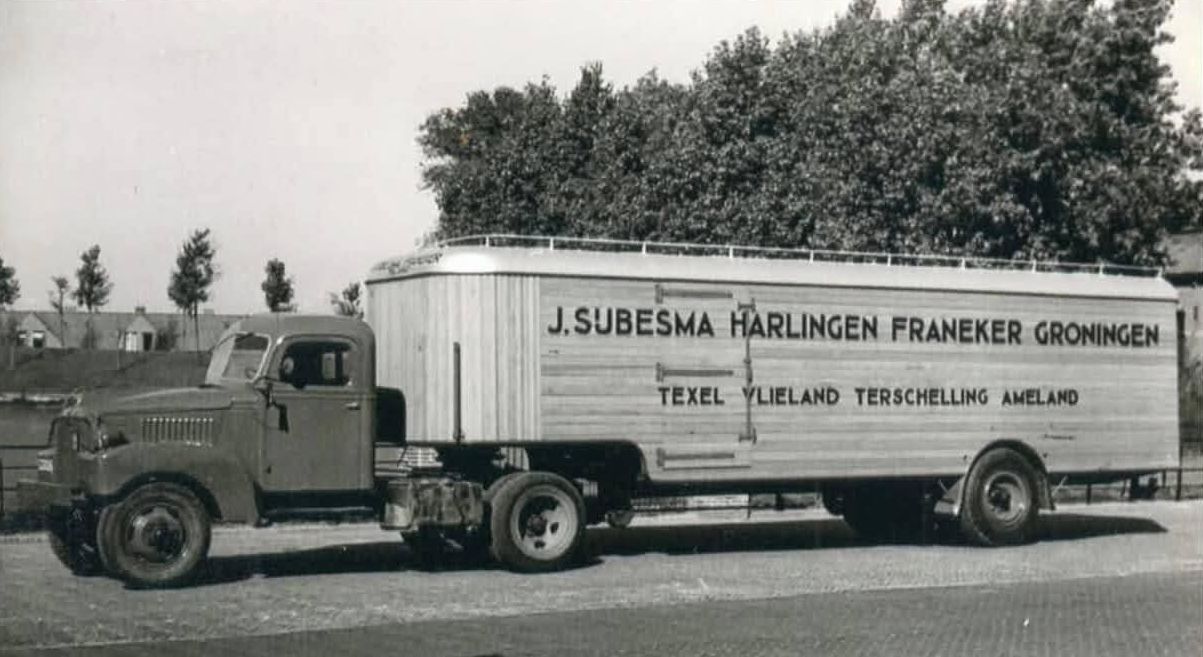 J.SUBESMA HARLINGEN FRANEKER GRONINGEN
TEXEL VLIELAND TERSCHELLING AMELAND